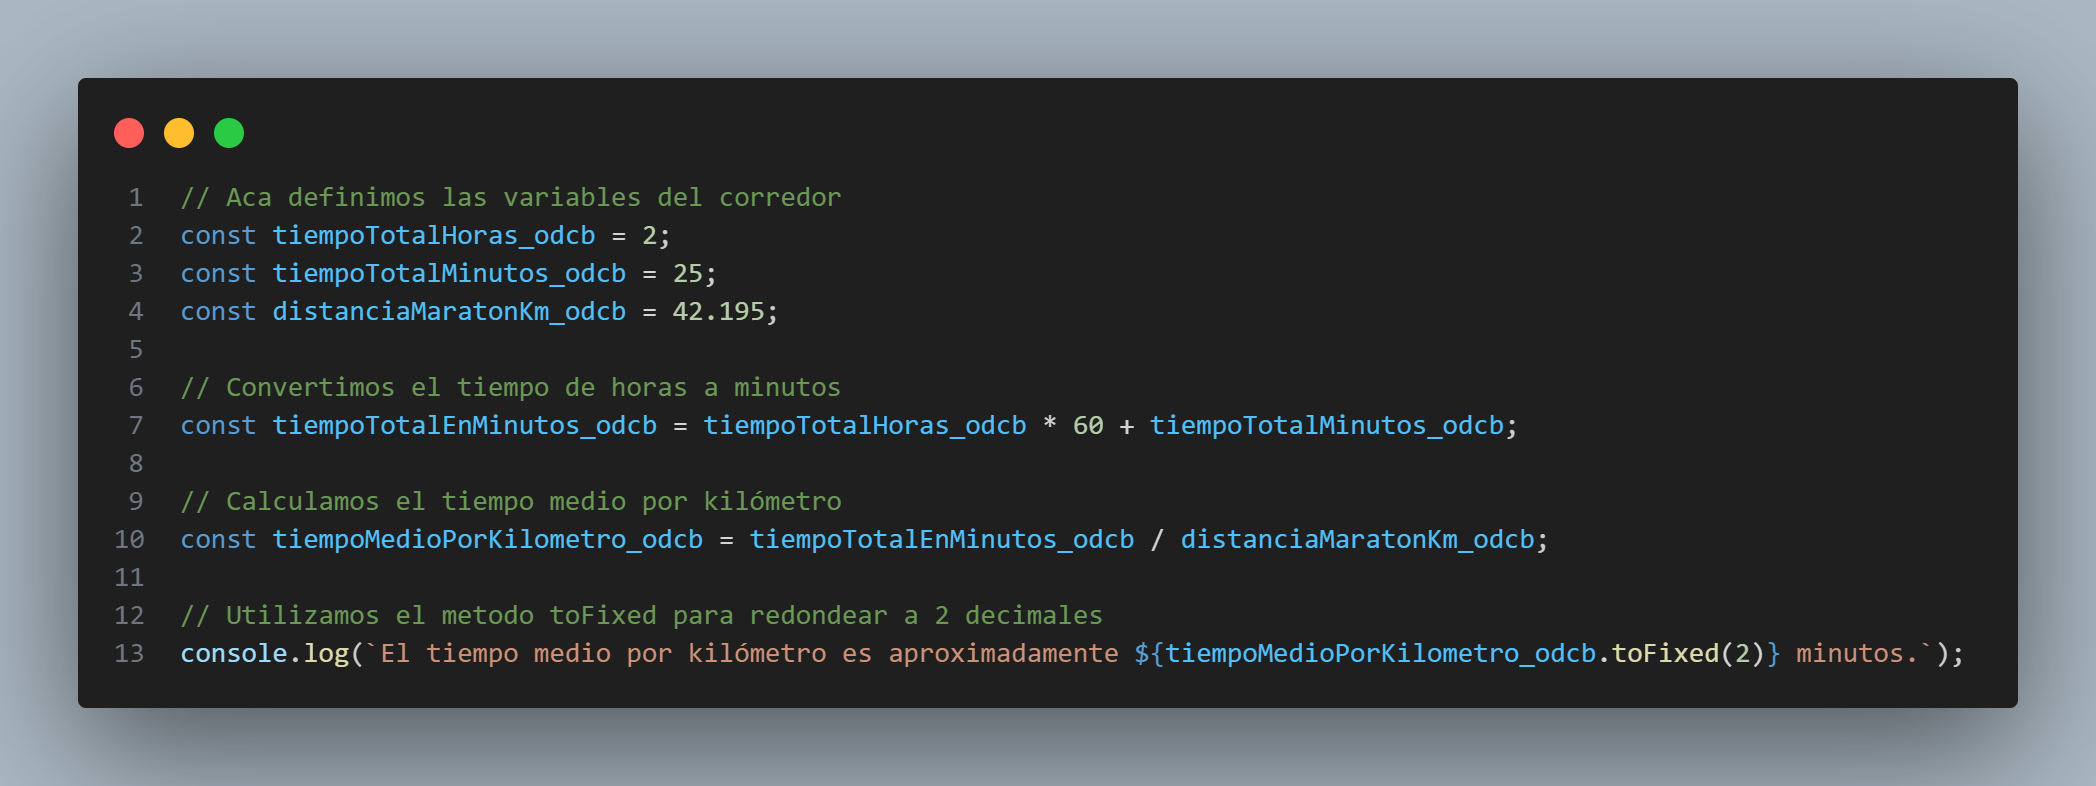 1 // Aca definimos las variables del corredor
2 const tiempoTotalHoras_odcb = 2;
3 const tiempoTotalMinutos_odcb = 25;
4 const distanciaMaratonKm_odcb = 42.195;
5
6 // Convertimos el tiempo de horas a minutos
7 const tiempoTotalEnMinutos_odcb = tiempoTotalHoras_odcb * 60 + tiempoTotalMinutos_odcb;
8
9 // Calculamos el tiempo medio por kilómetro
10 const tiempoMedioPorKilometro_odcb = tiempoTotalEnMinutos_odcb / distanciaMaratonKm_odcb;
11
12 // Utilizamos el metodo toFixed para redondear a 2 decimales
13 console.log(`El tiempo medio por kilómetro es aproximadamente ${tiempoMedioPorKilometro_odcb.toFixed(2)} minutos.`);